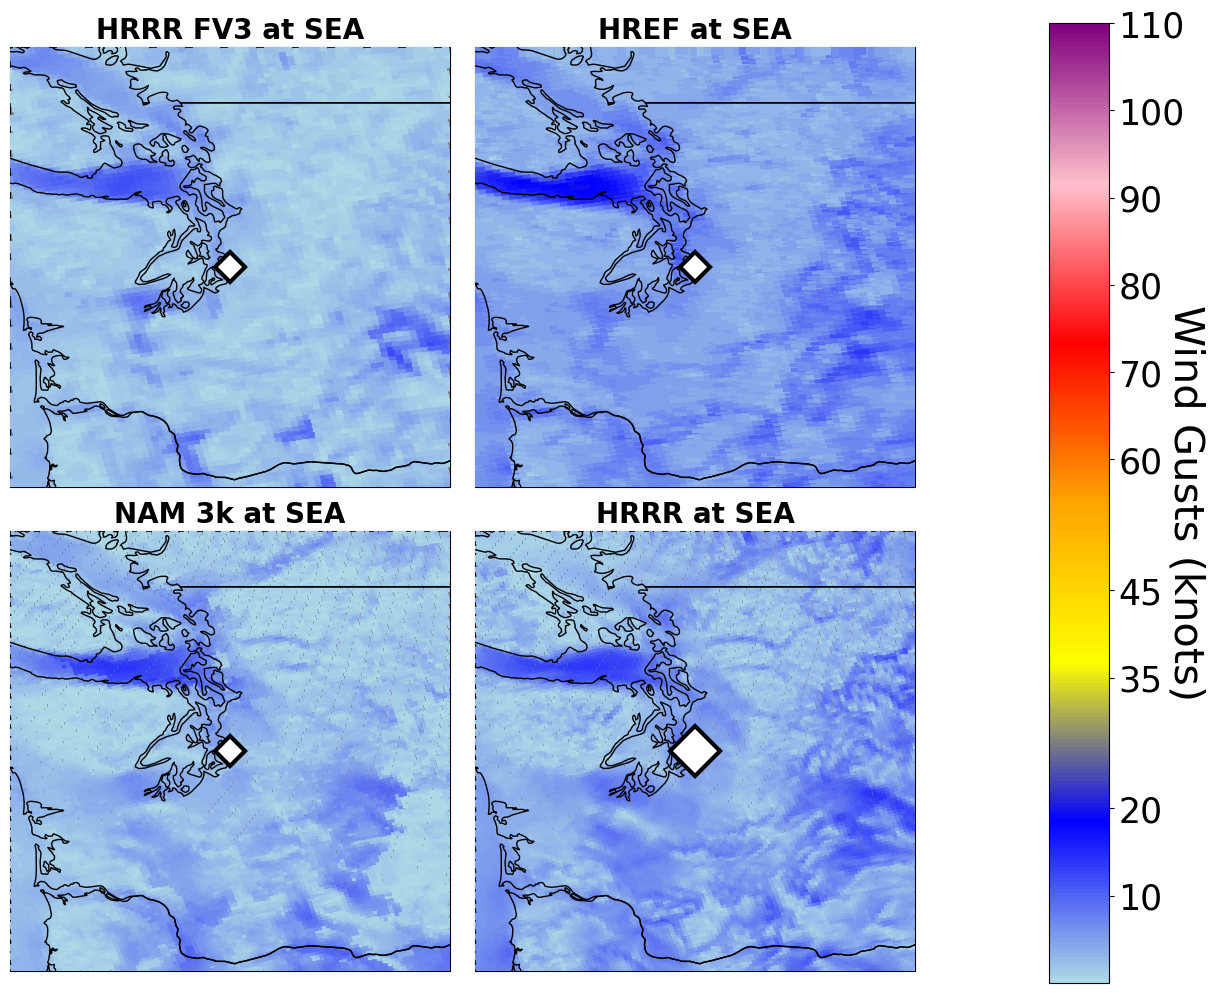 HRRR FV3 at SEA
HREF at SEA
NAM 3k at SEA
HRRR at SEA
110
100
90
80
70
60
45
35
20
10
Wind Gusts (knots)